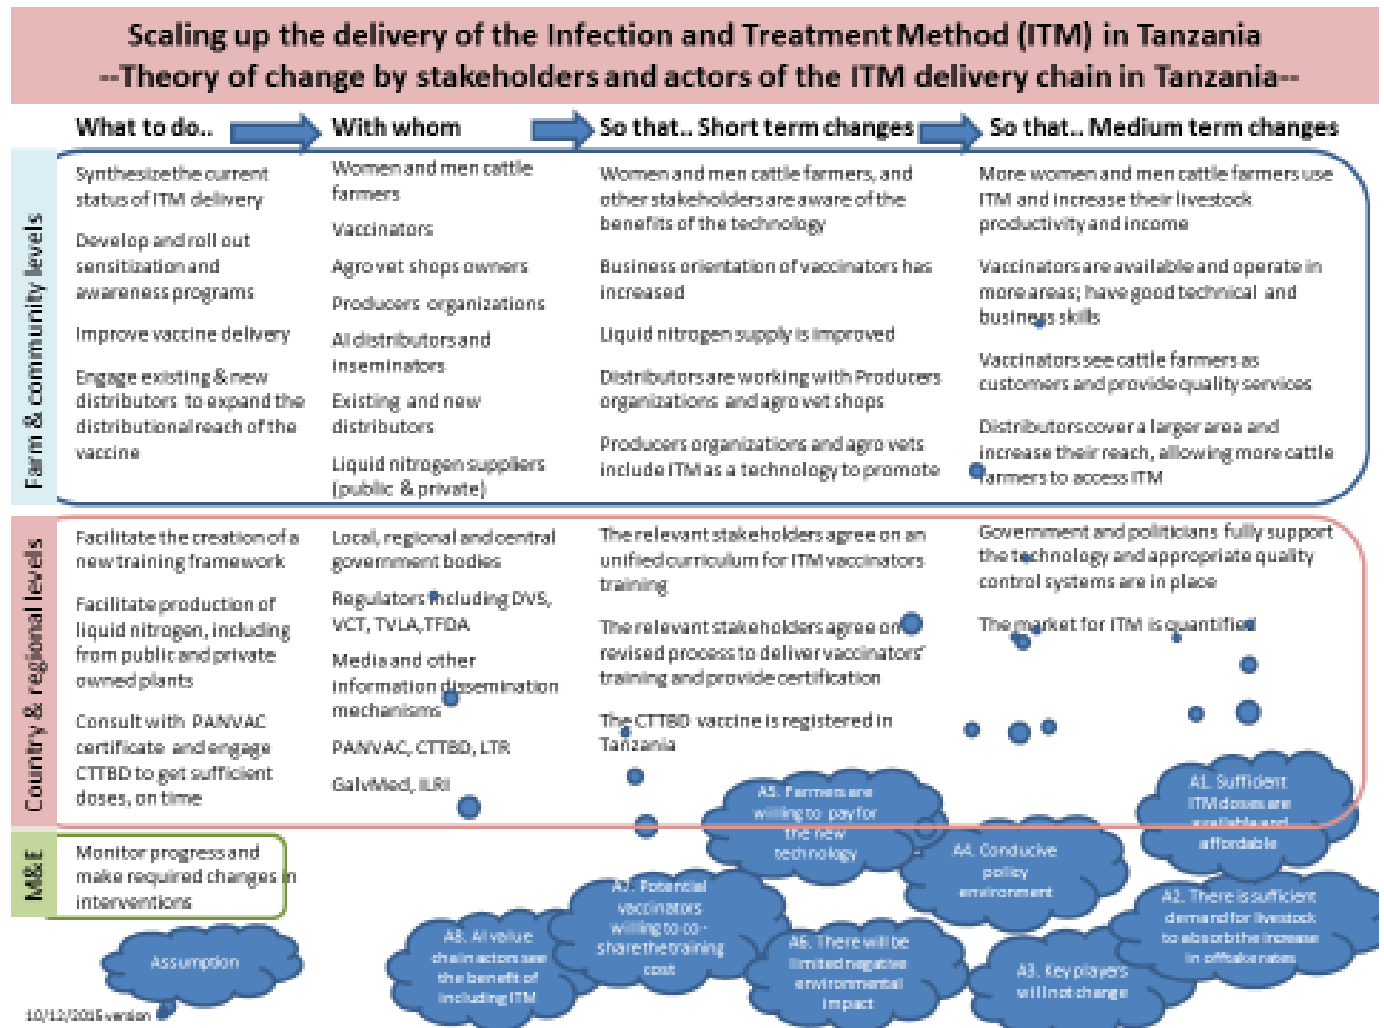 Scaling up the delivery of the Infection and Treatment Method (ITM) in Tanzania
--Theory of change by stakeholders and actors of the ITM delivery chain in Tanzania--
What to do..
With whom
So that.. Short term changes
So that.. Medium term changes
Farm & community levels
Synthesize the current
status of ITM delivery
Develop and roll out
sensitization and
awareness programs
Improve vaccine delivery
Engage existing & new
distributors to expand the
distributional reach of the
vaccine
Women and men cattle
farmers
Vaccinators
Agrovet shops owners
Producers organizations
AI distributors and
inseminators
Existing and new
distributors
Liquid nitrogen suppliers
(public & private)
Women and men cattle farmers, and
other stakeholders are aware of the
benefits of the technology
Business orientation of vaccinators has
increased
Liquid nitrogen supply is improved
Distributors are working with Producers
organizations and agro vet shops
Producers organizations and agro vets
include ITM as a technology to promote
More women and men cattle farmers use
ITM and increase their livestock
productivity and income
Vaccinators are available and operate in
more areas; have good technical and
business skills
Vaccinators see cattle farmers as
customers and provide quality services
Distributors cover a larger area and
increase their reach, allowing more cattle
farmers to access ITM
Country & regional levels
Facilitate the creation of a
new training framework
Facilitate production of
liquid nitrogen, including
from public and private
owned plants
Consult with PANVAC
certificate and engage
CTTBD to get sufficient
doses, on time
Local, regional and central
government bodies
Regulators including DVS,
VCT, TVLA, TFDA
Media and other
information dissemination
mechanisms
PANVAC, CTTBD, LTR
GalvMed, ILRI
The relevant stakeholders agree on an
unified curriculum for ITM vaccinators
training
The relevant stakeholders agree on
revised process to deliver vaccinators'
training and provide certification
The CTTBD vaccine is registered in
Tanzania
Government and politicians fully support
the technology and appropriate quality
control systems are in place
The market for ITM is quantified
M&E
Monitor progress and
make required changes in
interventions
Assumption
A8. AI value
chain actors see
the benefit of
including ITM
A7. Potential
vaccinators
willing to co-
share the training
cost
A5. Farmers are
willing to pay for
the new
technology
A6. There will be
limited negative
environmental
impact
A4. Conducive
policy
environment
A3. Key players
will not change
A1. Sufficient
ITM doses are
available and
affordable
A2. There is sufficient
demand for livestock
to absorb the increase
in offtake rates
10/12/2015 version